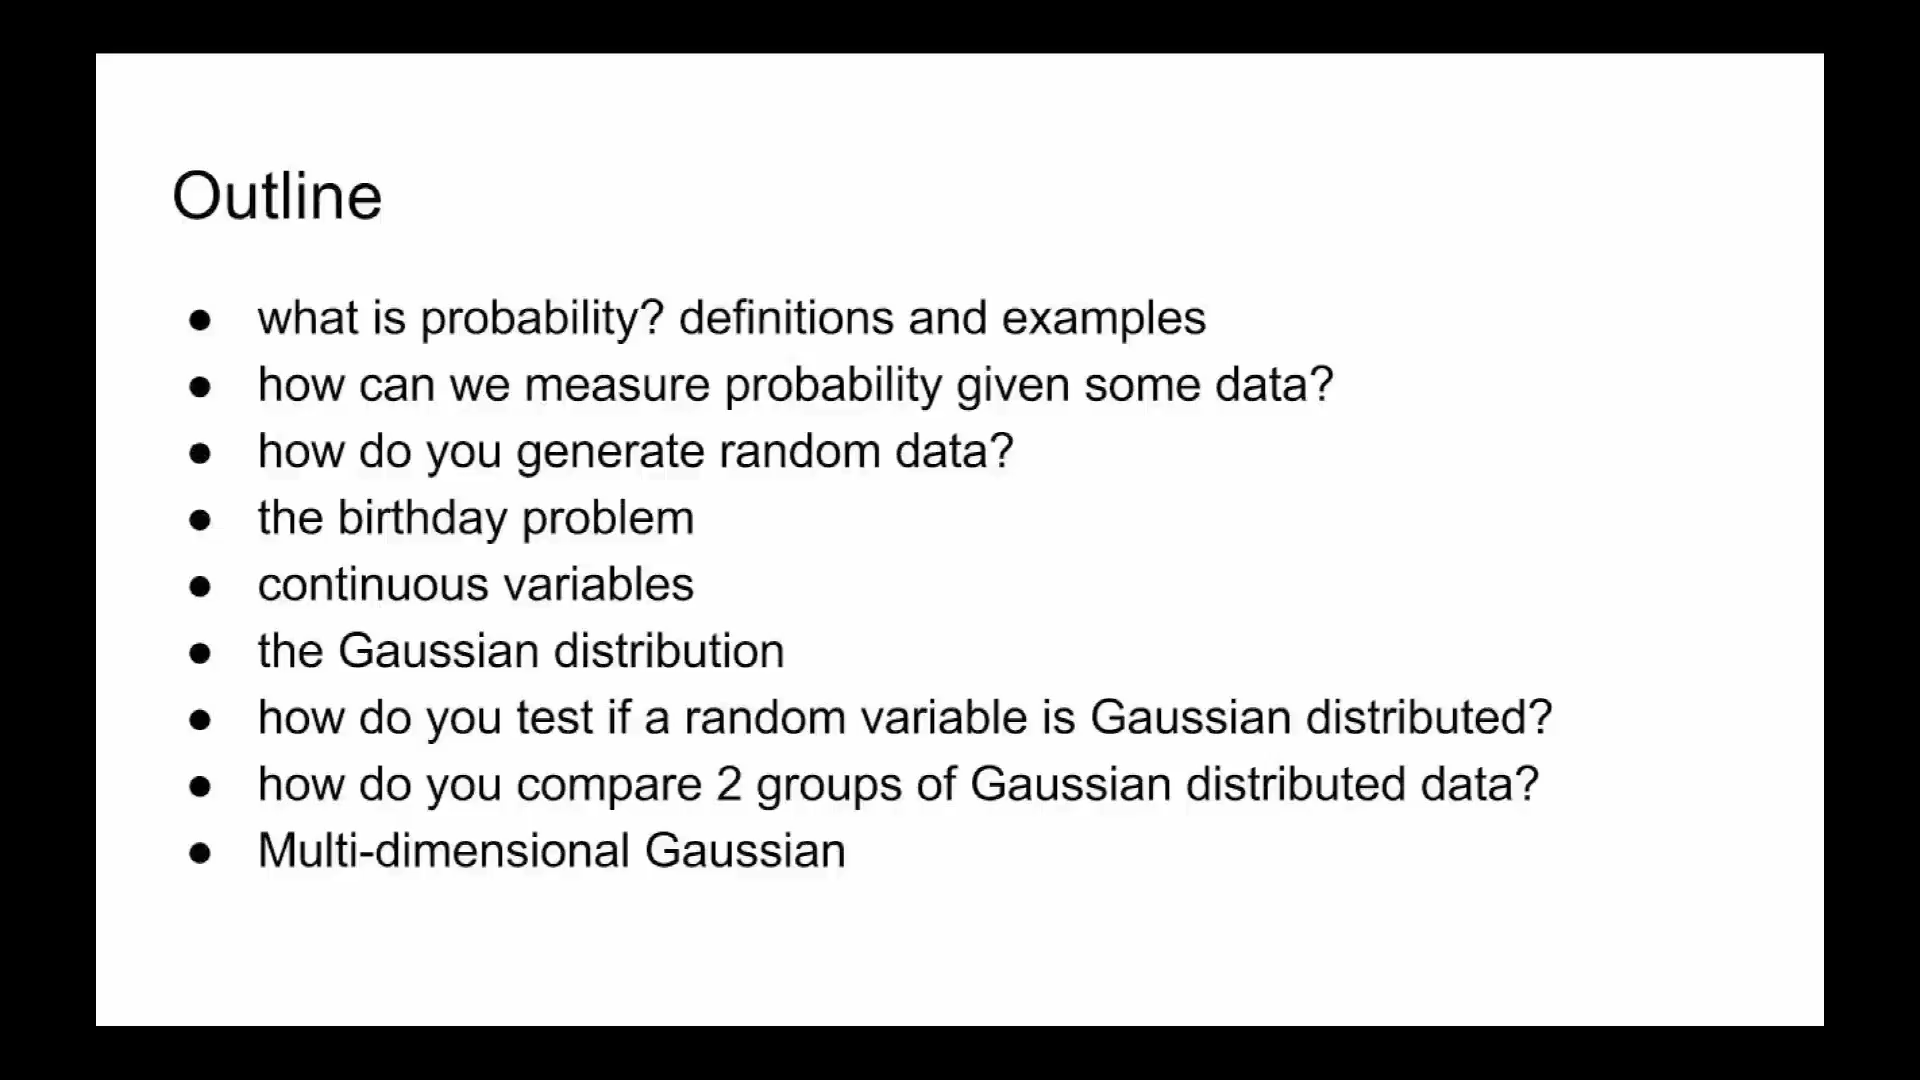 Outline
● what is probability? definitions and examples
● how can we measure probability given some data?
● how do you generate random data?
● the birthday problem
● continuous variables
● the Gaussian distribution
● how do you test if a random variable is Gaussian distributed?
● how do you compare 2 groups of Gaussian distributed data?
● Multi-dimensional Gaussian